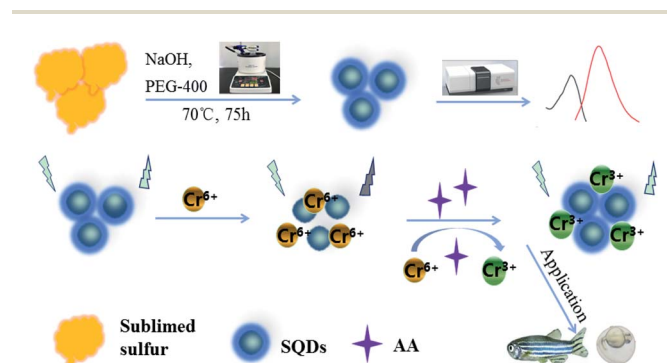 NaOH,
PEG-400
70℃, 75h
Cr6+
Cr6+
Cr6+
Cr6+
Cr3+
Cr3+
Cr3+
Cr6+
Cr3+
Application
Sublimed
sulfur
SQDs
AA